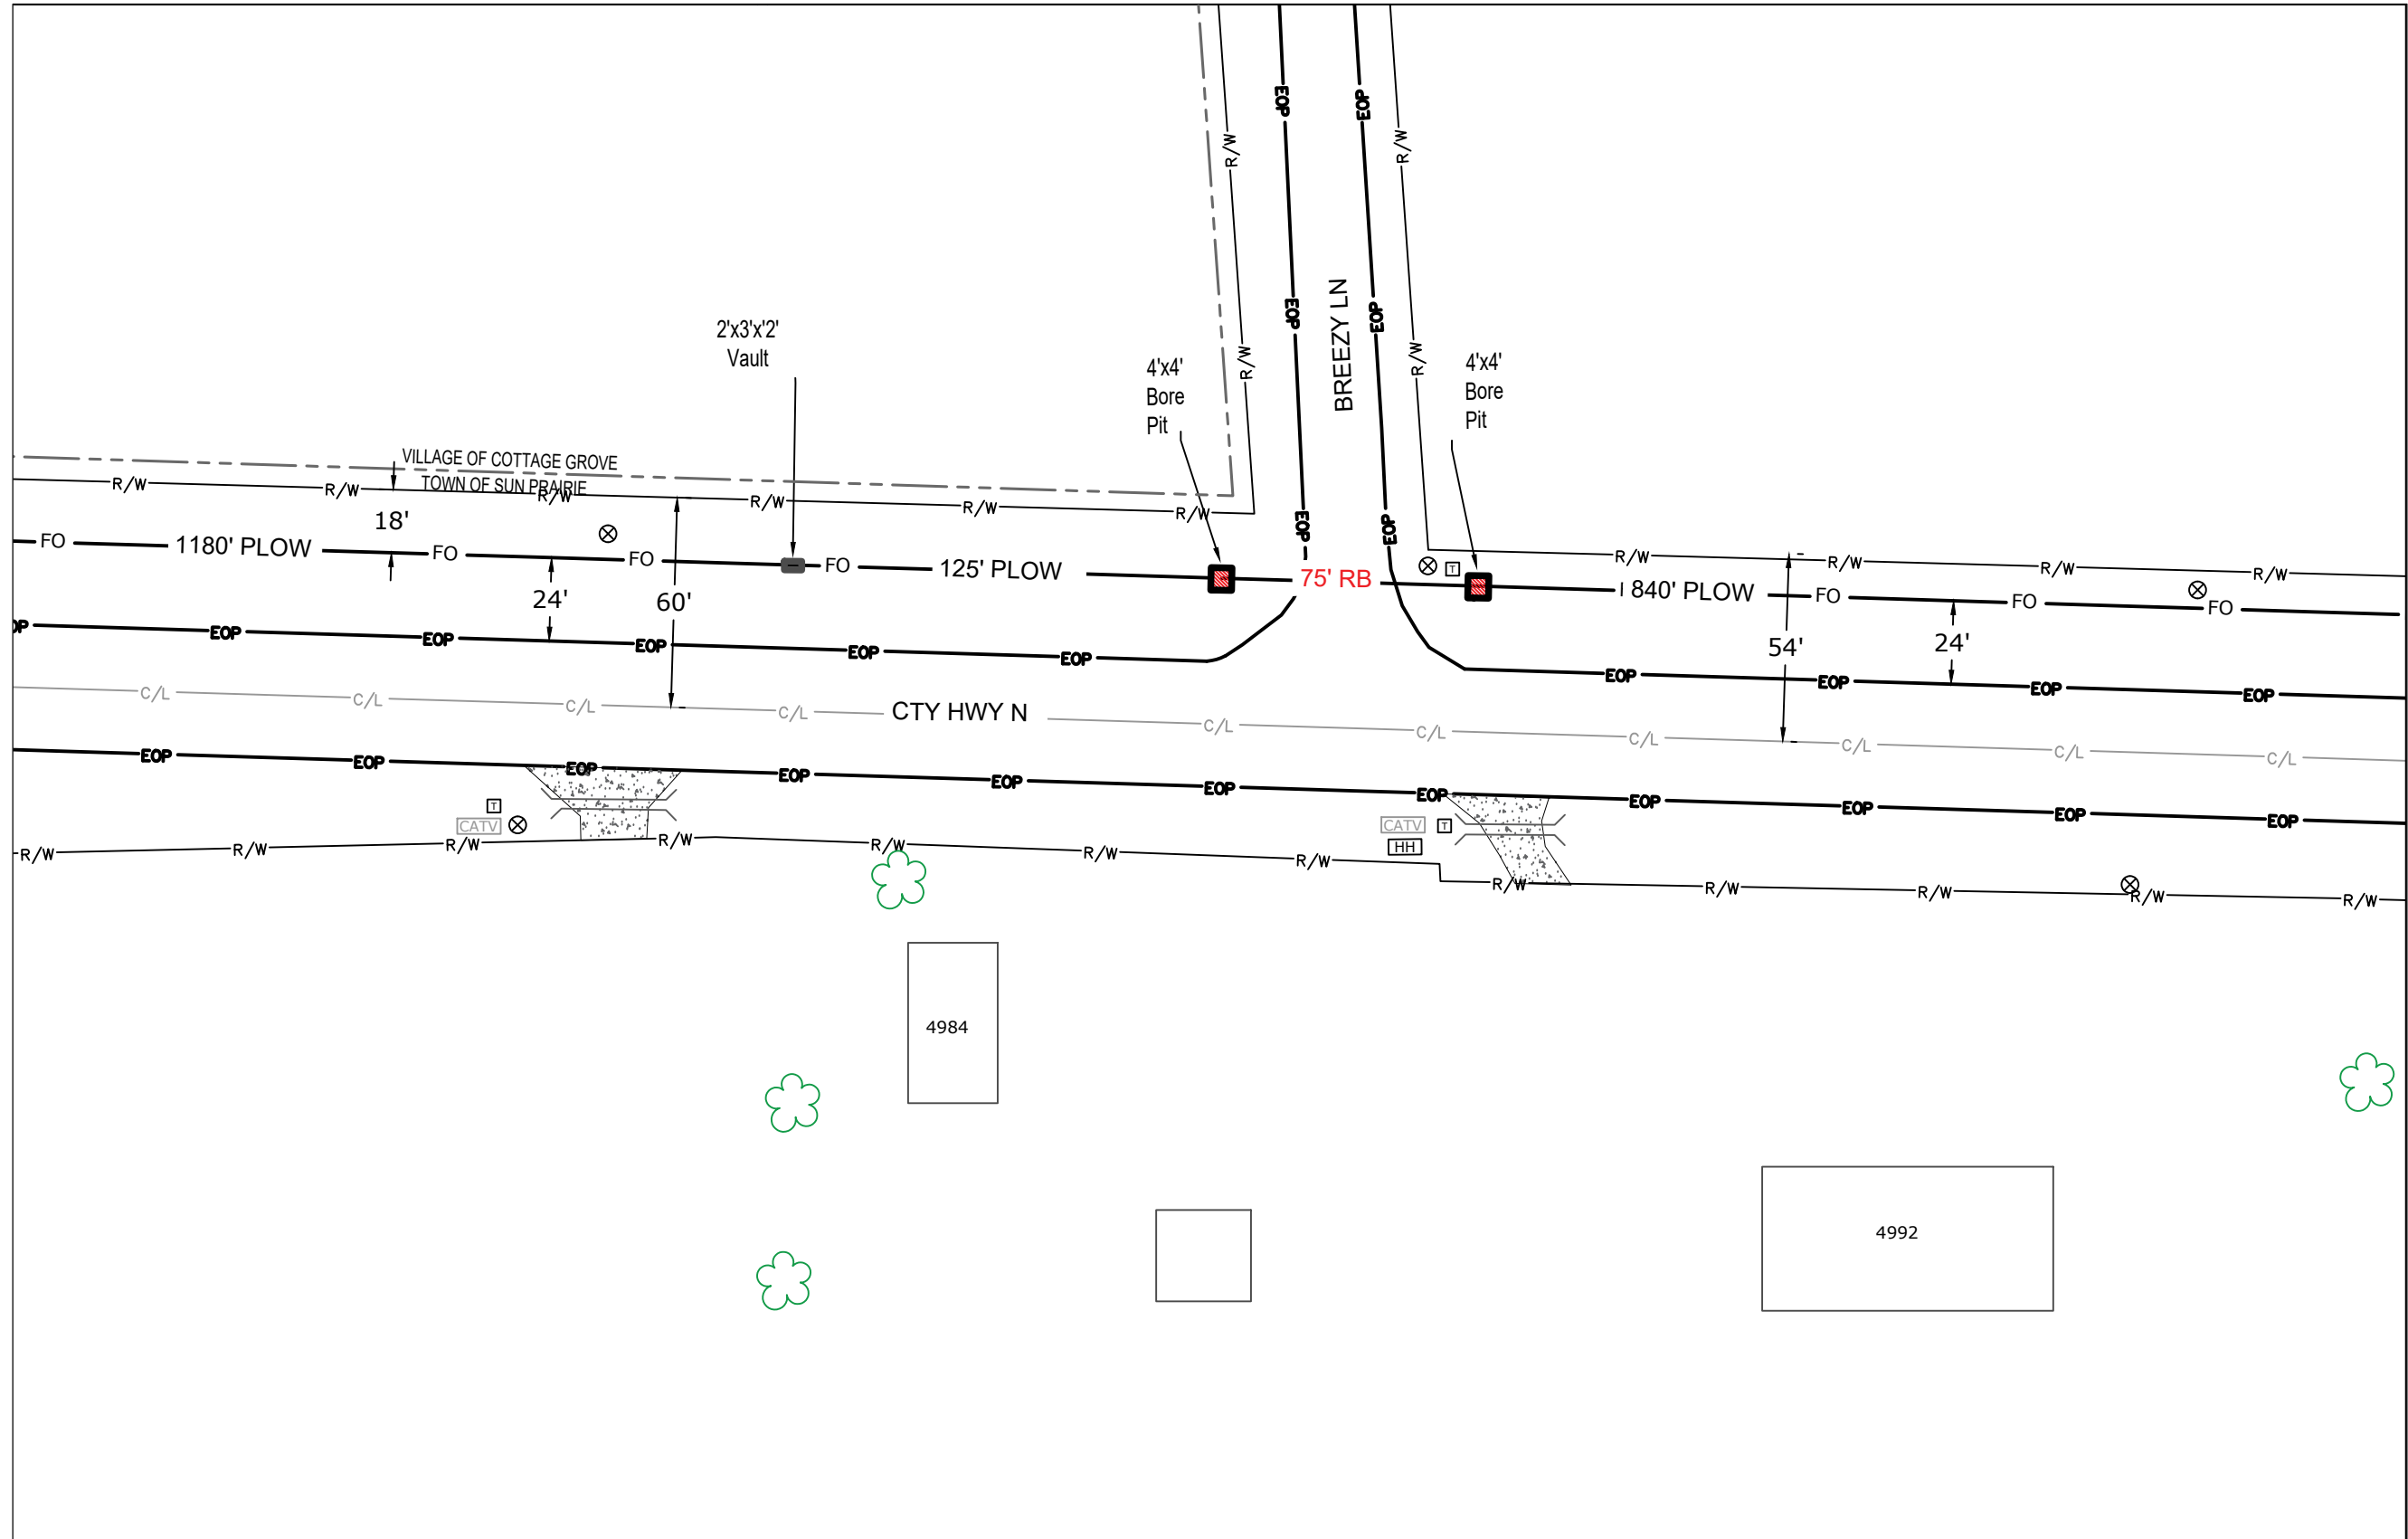 EOP
EOP
R/W
R/W
BREEZY LN
EOP
EOP
R/W
R/W
EOP
EOP
2'x3'x'2'
Vault
4'x4'
Bore
Pit
4'x4'
Bore
Pit
VILLAGE OF COTTAGE GROVE
TOWN OF SUN PRAIRIE
R/W R/W R/W R/W R/W R/W
R/W R/W R/W R/W
18'
FO 1180' PLOW FO FO FO 125' PLOW 75' RB T 840' PLOW FO FO FO
24'
60'
54'
24'
OP EOP EOP EOP EOP EOP
EOP EOP EOP EOP
C/L C/L C/L C/L CTY HWY N C/L C/L C/L C/L C/L C/L
EOP EOP EOP EOP EOP EOP EOP EOP EOP EOP EOP
T
CATV
CATV T
HH
R/W R/W R/W R/W R/W R/W R/W
R/W R/W R/W R/W R/W
4984
4992